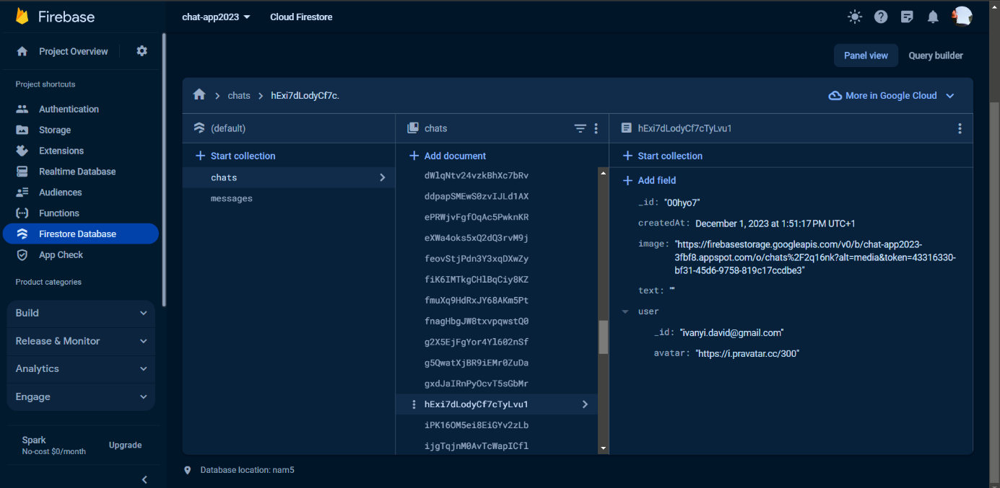 Firebase
chat-app2023
Cloud Firestore
Project Overview
Project shortcuts
Authentication
Storage
Extensions
Realtime Database
Audiences
Functions
Firestore Database
App Check
Product categories
Build
Release & Monitor
Analytics
Engage
Spark
No-cost $0/month
Upgrade
Panel view
Query builder
chats
hExi7dLodyCf7c.
More in Google Cloud
(default)
Start collection
chats
messages
chats
Add document
dWlqNtv24vzkBhXc7bRv
ddpapSMEwS0zvIJLd1AX
ePRWjvFgfOqAc5PwknKR
eXWa4oks5xQ2dQ3rvM9j
feovStjPdn3Y3xqDXwZy
fiK6IMTkgCHlBqCiy8KZ
fmuXq9HdRxJY68AKm5Pt
fnagHbgJW8txvpqwstQ0
g2X5EjFgYor4Yl602nSf
g5QwatXjBR9iEMr0ZuDa
gxdJaIRnPyOcvT5sGbMr
hExi7dLodyCf7cTyLvu1
iPK16OM5ei8EiGYv2zLb
ijgTqjnM0AvTcWapICfl
hExi7dLodyCf7cTyLvu1
Start collection
Add field
_id: "00hyo7"
createdAt: December 1, 2023 at 1:51:17 PM UTC+1
image: "https://firebasestorage.googleapis.com/v0/b/chat-app2023-
3fbf8.appspot.com/o/chats%2F2q16nk?alt=media&token=43316330-
bf31-45d6-9758-819c17ccdbe3"
text: ""
user
_id: "ivanyi.david@gmail.com"
avatar: "https://i.pravatar.cc/300"
Database location: nam5